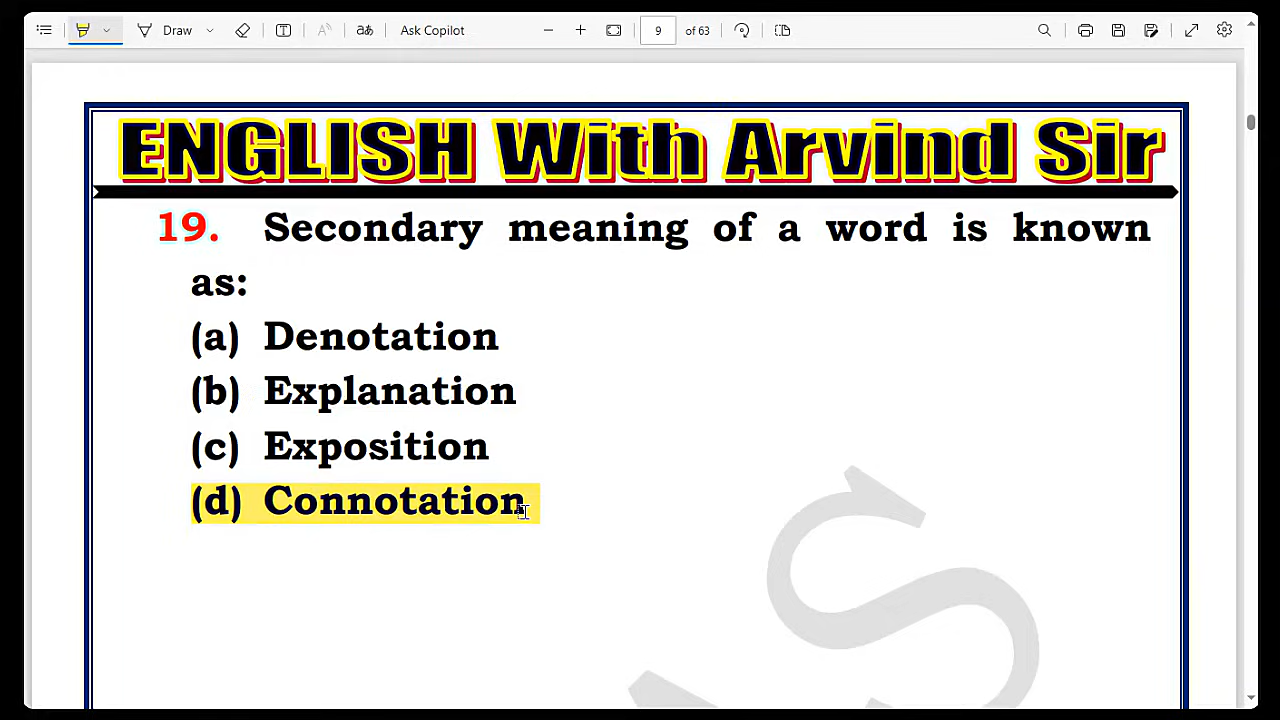 Draw
Ask Copilot
9
of 63
ENGLISH With Arvind Sir
19. Secondary meaning of a word is known
as:
(a) Denotation
(b) Explanation
(c) Exposition
(d) Connotation